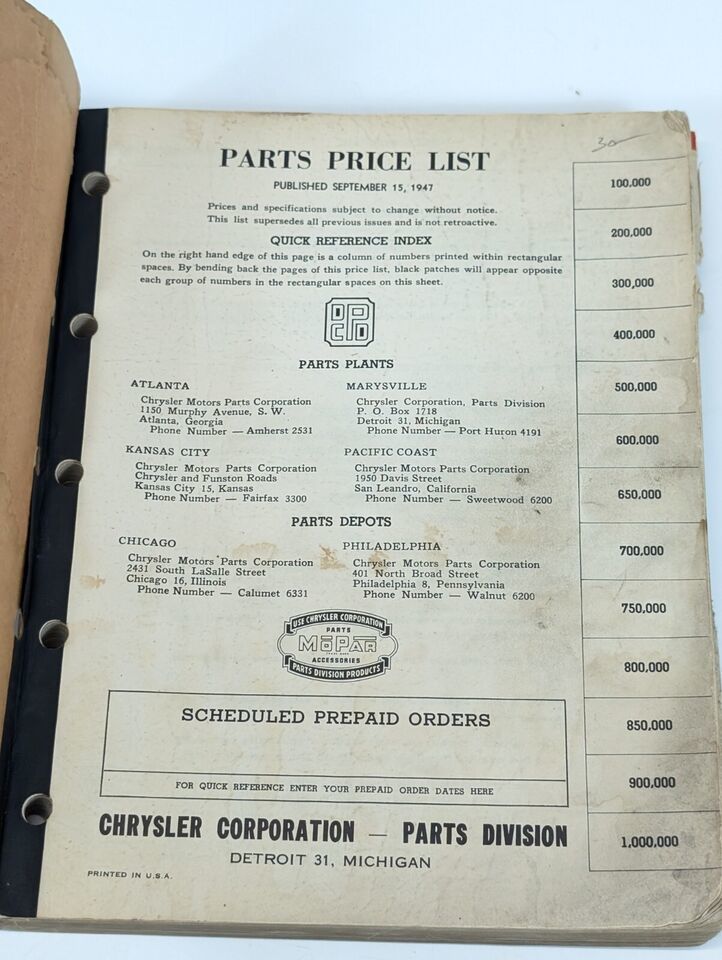 30
PARTS PRICE LIST
PUBLISHED SEPTEMBER 15, 1947
Prices and specifications subject to change without notice.
This list supersedes all previous issues and is not retroactive.
QUICK REFERENCE INDEX
On the right hand edge of this page is a column of numbers printed within rectangular
spaces. By bending back the pages of this price list, black patches will appear opposite
each group of numbers in the rectangular spaces on this sheet.
PARTS PLANTS
ATLANTA
Chrysler Motors Parts Corporation
1150 Murphy Avenue, S. W.
Atlanta, Georgia
Phone Number — Amherst 2531
MARYSVILLE
Chrysler Corporation, Parts Division
P. O. Box 1718
Detroit 31, Michigan
Phone Number — Port Huron 4191
KANSAS CITY
Chrysler Motors Parts Corporation
Chrysler and Funston Roads
Kansas City 15, Kansas
Phone Number — Fairfax 3300
PACIFIC COAST
Chrysler Motors Parts Corporation
1950 Davis Street
San Leandro, California
Phone Number — Sweetwood 6200
PARTS DEPOTS
CHICAGO
Chrysler Motors Parts Corporation
2431 South LaSalle Street
Chicago 16, Illinois
Phone Number — Calumet 6331
PHILADELPHIA
Chrysler Motors Parts Corporation
401 North Broad Street
Philadelphia 8, Pennsylvania
Phone Number — Walnut 6200
USE CHRYSLER CORPORATION
PARTS
MOPAR
ACCESSORIES
PARTS DIVISION PRODUCTS
SCHEDULED PREPAID ORDERS
FOR QUICK REFERENCE ENTER YOUR PREPAID ORDER DATES HERE
CHRYSLER CORPORATION — PARTS DIVISION
DETROIT 31, MICHIGAN
PRINTED IN U.S.A.
100,000
200,000
300,000
400,000
500,000
600,000
650,000
700,000
750,000
800,000
850,000
900,000
1,000,000